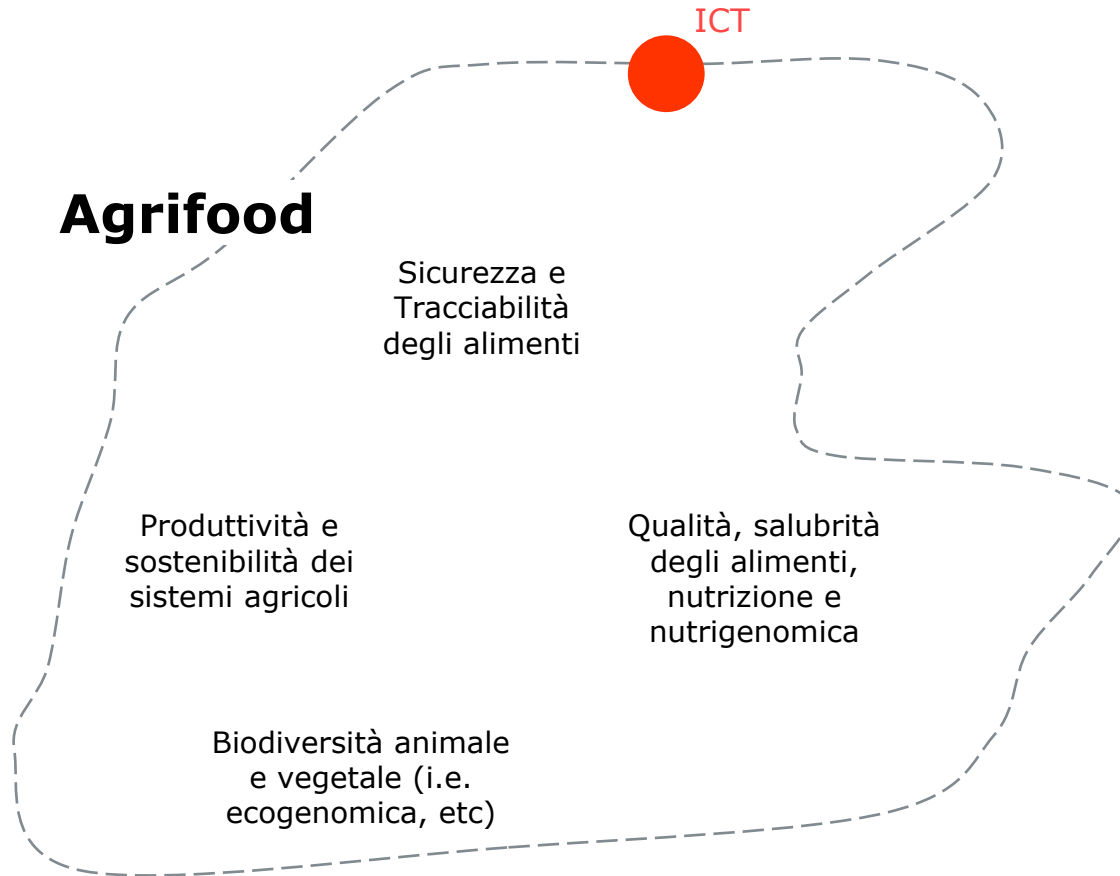 ICT
Agrifood
Sicurezza e
Tracciabilità
degli alimenti
Produttività e
sostenibilità dei
sistemi agricoli
Qualità, salubrità
degli alimenti,
nutrizione e
nutrigenomica
Biodiversità animale
e vegetale (i.e.
ecogenomica, etc)